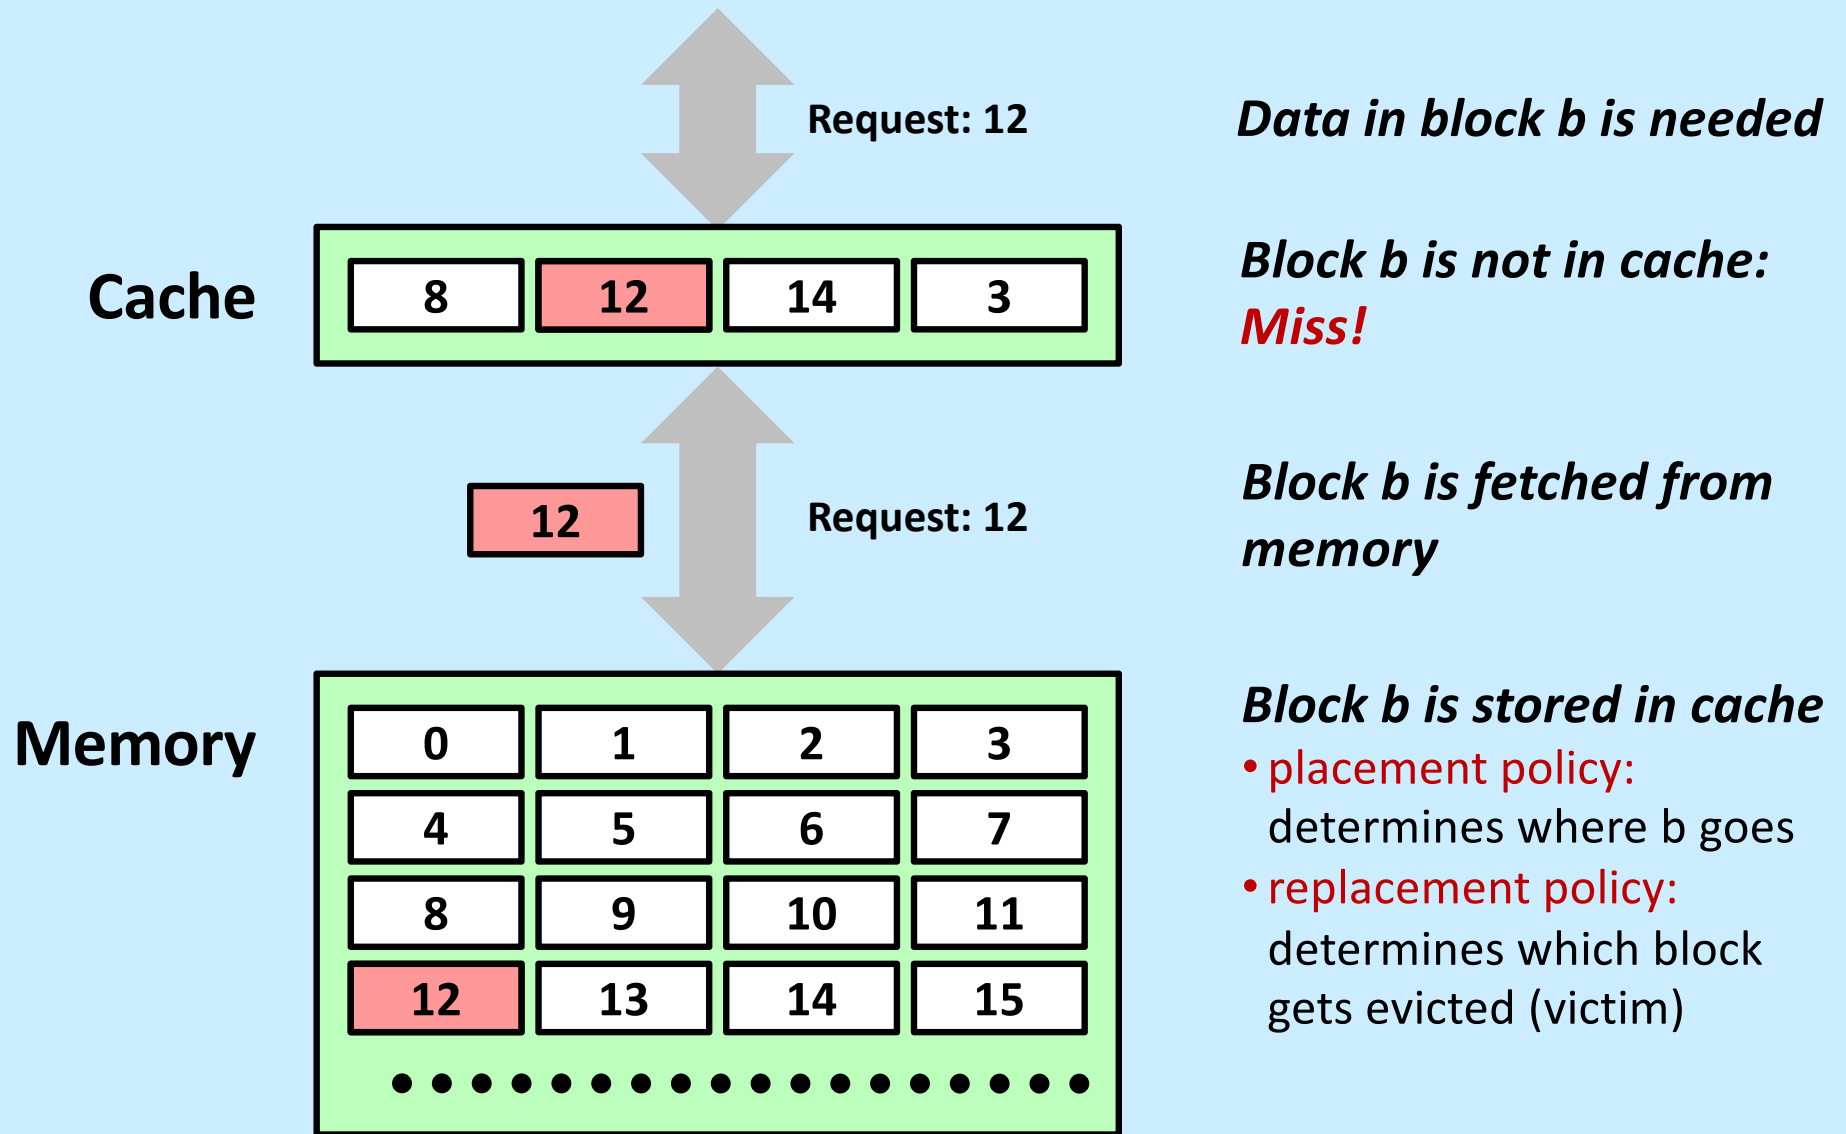 Request: 12
Data in block b is needed
Cache
8 12 14 3
Block b is not in cache:
Miss!
12
Request: 12
Block b is fetched from
memory
Memory
0 1 2 3
4 5 6 7
8 9 10 11
12 13 14 15
Block b is stored in cache
• placement policy:
determines where b goes
• replacement policy:
determines which block
gets evicted (victim)